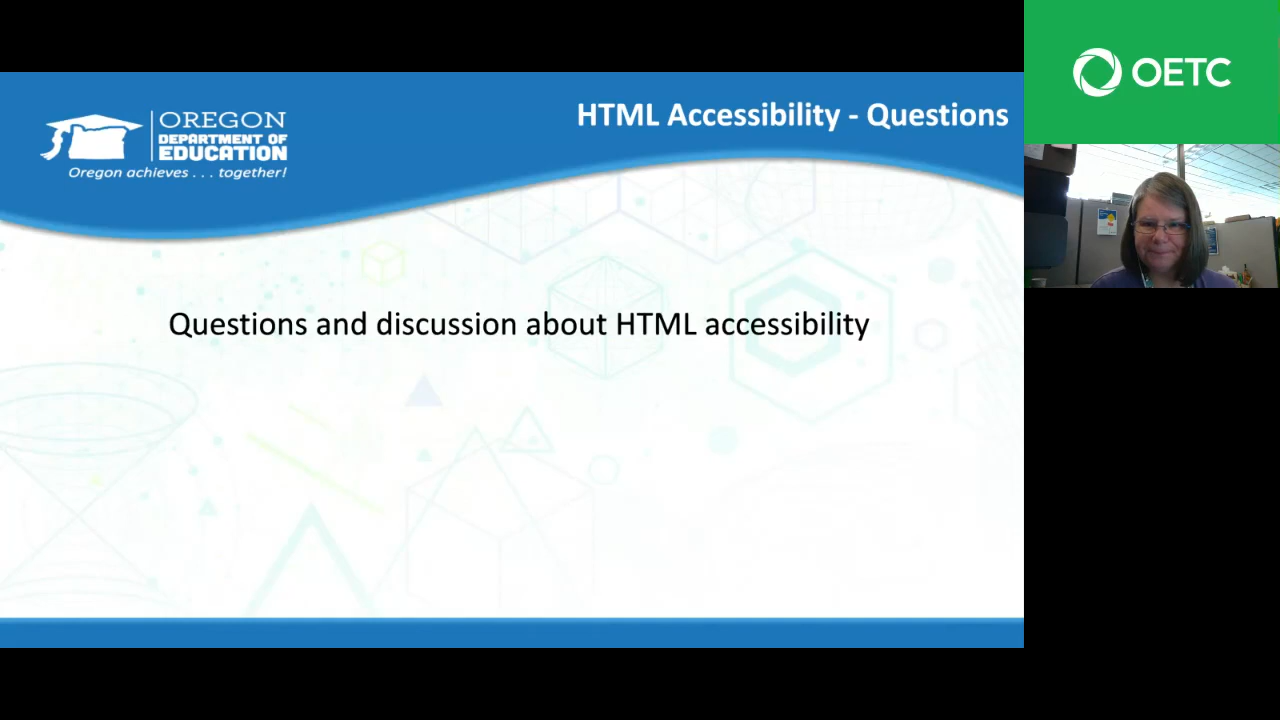 HTML Accessibility - Questions
OREGON
DEPARTMENT OF
EDUCATION
Oregon achieves . . . together!
Questions and discussion about HTML accessibility
OETC